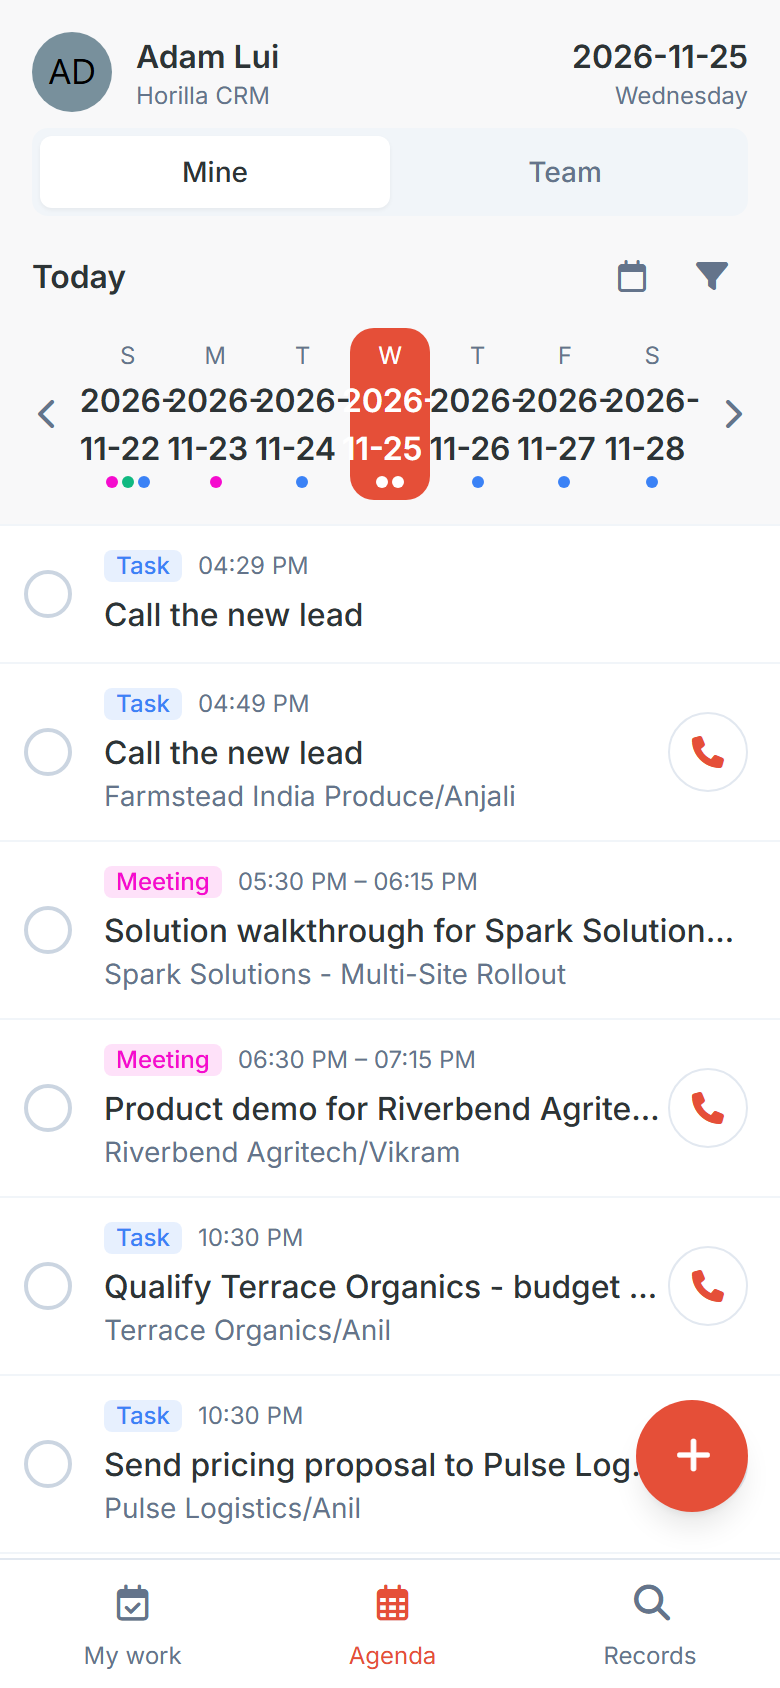 AD
Adam Lui
Horilla CRM
2026-11-25
Wednesday
Mine
Team
Today
S M T W T F S
2026- 2026- 2026- 2026- 2026- 2026- 2026-
11-22 11-23 11-24 11-25 11-26 11-27 11-28
Task 04:29 PM
Call the new lead
Task 04:49 PM
Call the new lead
Farmstead India Produce/Anjali
Meeting 05:30 PM – 06:15 PM
Solution walkthrough for Spark Solution...
Spark Solutions - Multi-Site Rollout
Meeting 06:30 PM – 07:15 PM
Product demo for Riverbend Agrite...
Riverbend Agritech/Vikram
Task 10:30 PM
Qualify Terrace Organics - budget ...
Terrace Organics/Anil
Task 10:30 PM
Send pricing proposal to Pulse Log.
Pulse Logistics/Anil
My work
Agenda
Records